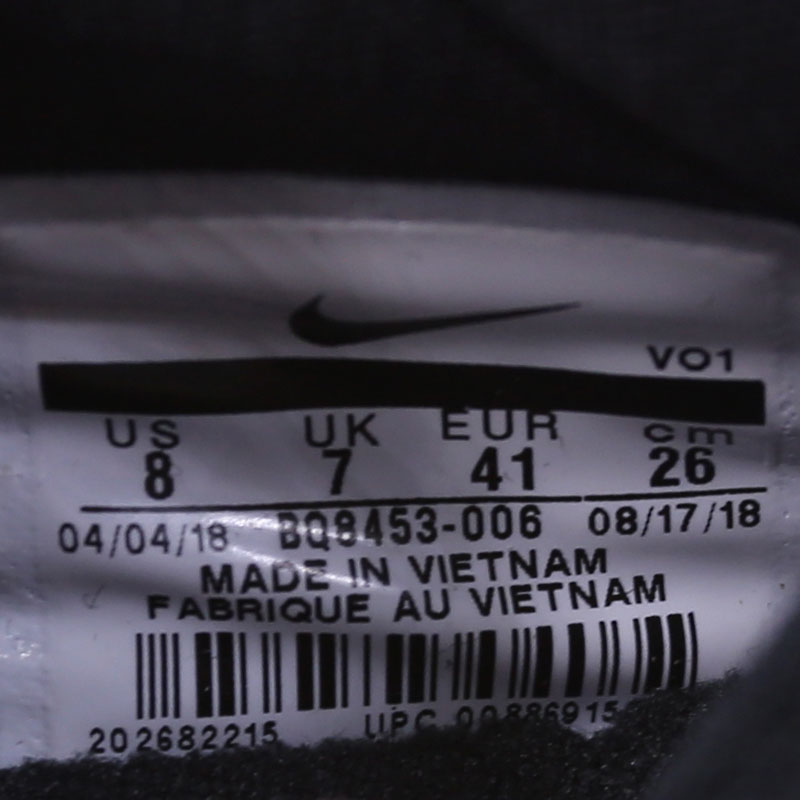 VO1
US UK EUR cm
8 7 41 26
04/04/18 BQ8453-006 08/17/18
MADE IN VIETNAM
FABRIQUE AU VIETNAM
202682215 UPC